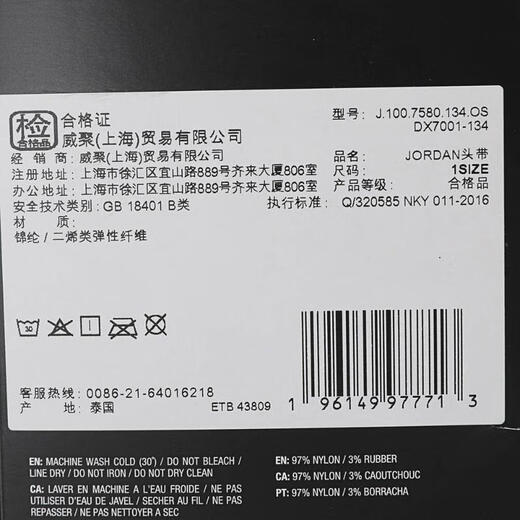 检
合格品
合格证
威聚(上海)贸易有限公司
型号: J.100.7580.134.OS
DX7001-134
经 销 商: 威聚(上海)贸易有限公司
注册地址: 上海市徐汇区宜山路889号齐来大厦806室
办公地址: 上海市徐汇区宜山路889号齐来大厦806室
安全技术类别: GB 18401 B类
材 质:
锦纶 / 二烯类弹性纤维
品名: JORDAN头带
尺码: 1SIZE
产品等级: 合格品
执行标准: Q/320585 NKY 011-2016
30
客服热线: 0086-21-64016218
产 地: 泰国
ETB 43809
1 96149 97771 3
EN: MACHINE WASH COLD (30°) / DO NOT BLEACH /
LINE DRY / DO NOT IRON / DO NOT DRY CLEAN
CA: LAVER EN MACHINE A L'EAU FROIDE / NE PAS
UTILISER D'EAU DE JAVEL / SÉCHER AU FIL / NE PAS
REPASSER / NE PAS NETTOYER À SEC
EN: 97% NYLON / 3% RUBBER
CA: 97% NYLON / 3% CAOUTCHOUC
PT: 97% NYLON / 3% BORRACHA